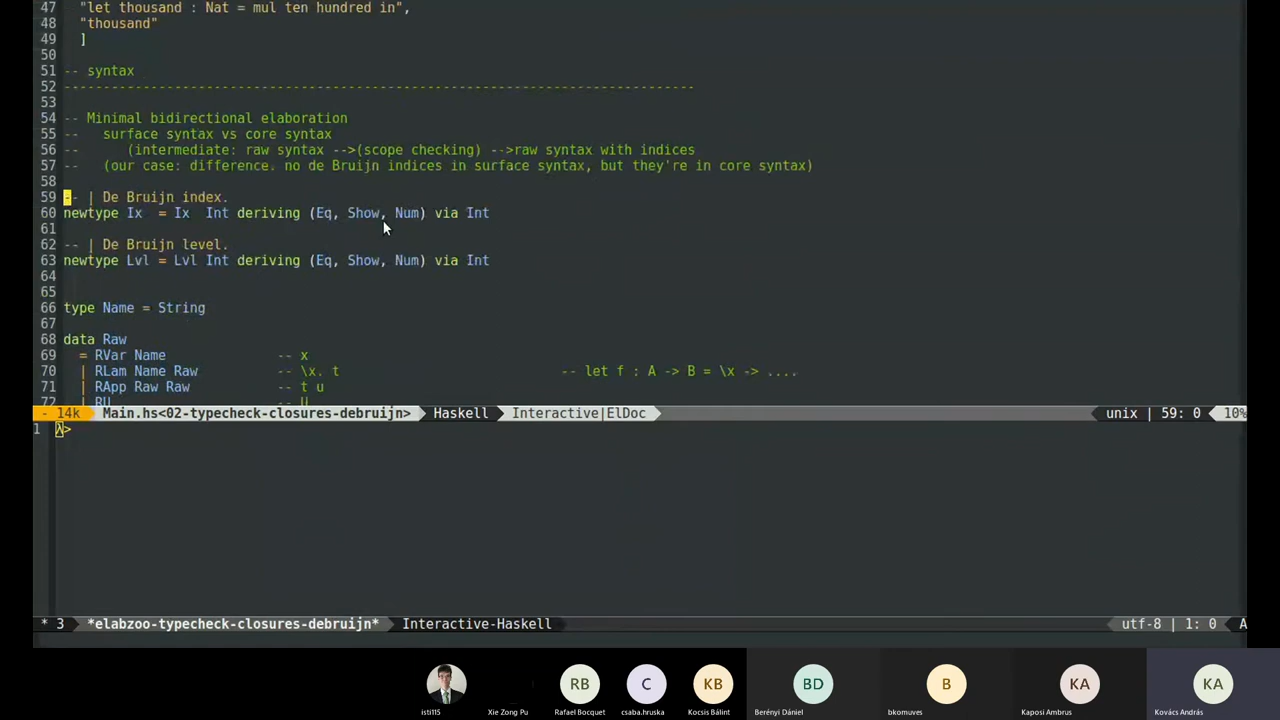 47   "let thousand : Nat = mul ten hundred in",
48   "thousand"
49   ]
50
51 -- syntax
52 --------------------------------------------------------------------------------
53
54 -- Minimal bidirectional elaboration
55 --   surface syntax vs core syntax
56 --      (intermediate: raw syntax -->(scope checking) -->raw syntax with indices
57 --   (our case: difference. no de Bruijn indices in surface syntax, but they're in core syntax)
58
59 -- | De Bruijn index.
60 newtype Ix  = Ix  Int deriving (Eq, Show, Num) via Int
61
62 -- | De Bruijn level.
63 newtype Lvl = Lvl Int deriving (Eq, Show, Num) via Int
64
65
66 type Name = String
67
68 data Raw
69   = RVar Name              -- x
70   | RLam Name Raw          -- \x. t                            -- let f : A -> B = \x -> ....
71   | RApp Raw Raw           -- t u
72   | RU                     -- U
- 14k Main.hs<02-typecheck-closures-debruijn> Haskell Interactive|ElDoc unix | 59: 0 10%
1 λ>
* 3 *elabzoo-typecheck-closures-debruijn* Interactive-Haskell utf-8 | 1: 0 A
RB C KB BD B KA KA
isti115 Xie Zong Pu Rafael Bocquet csaba.hruska Kocsis Bálint Berényi Dániel bkomuves Kaposi Ambrus Kovács András